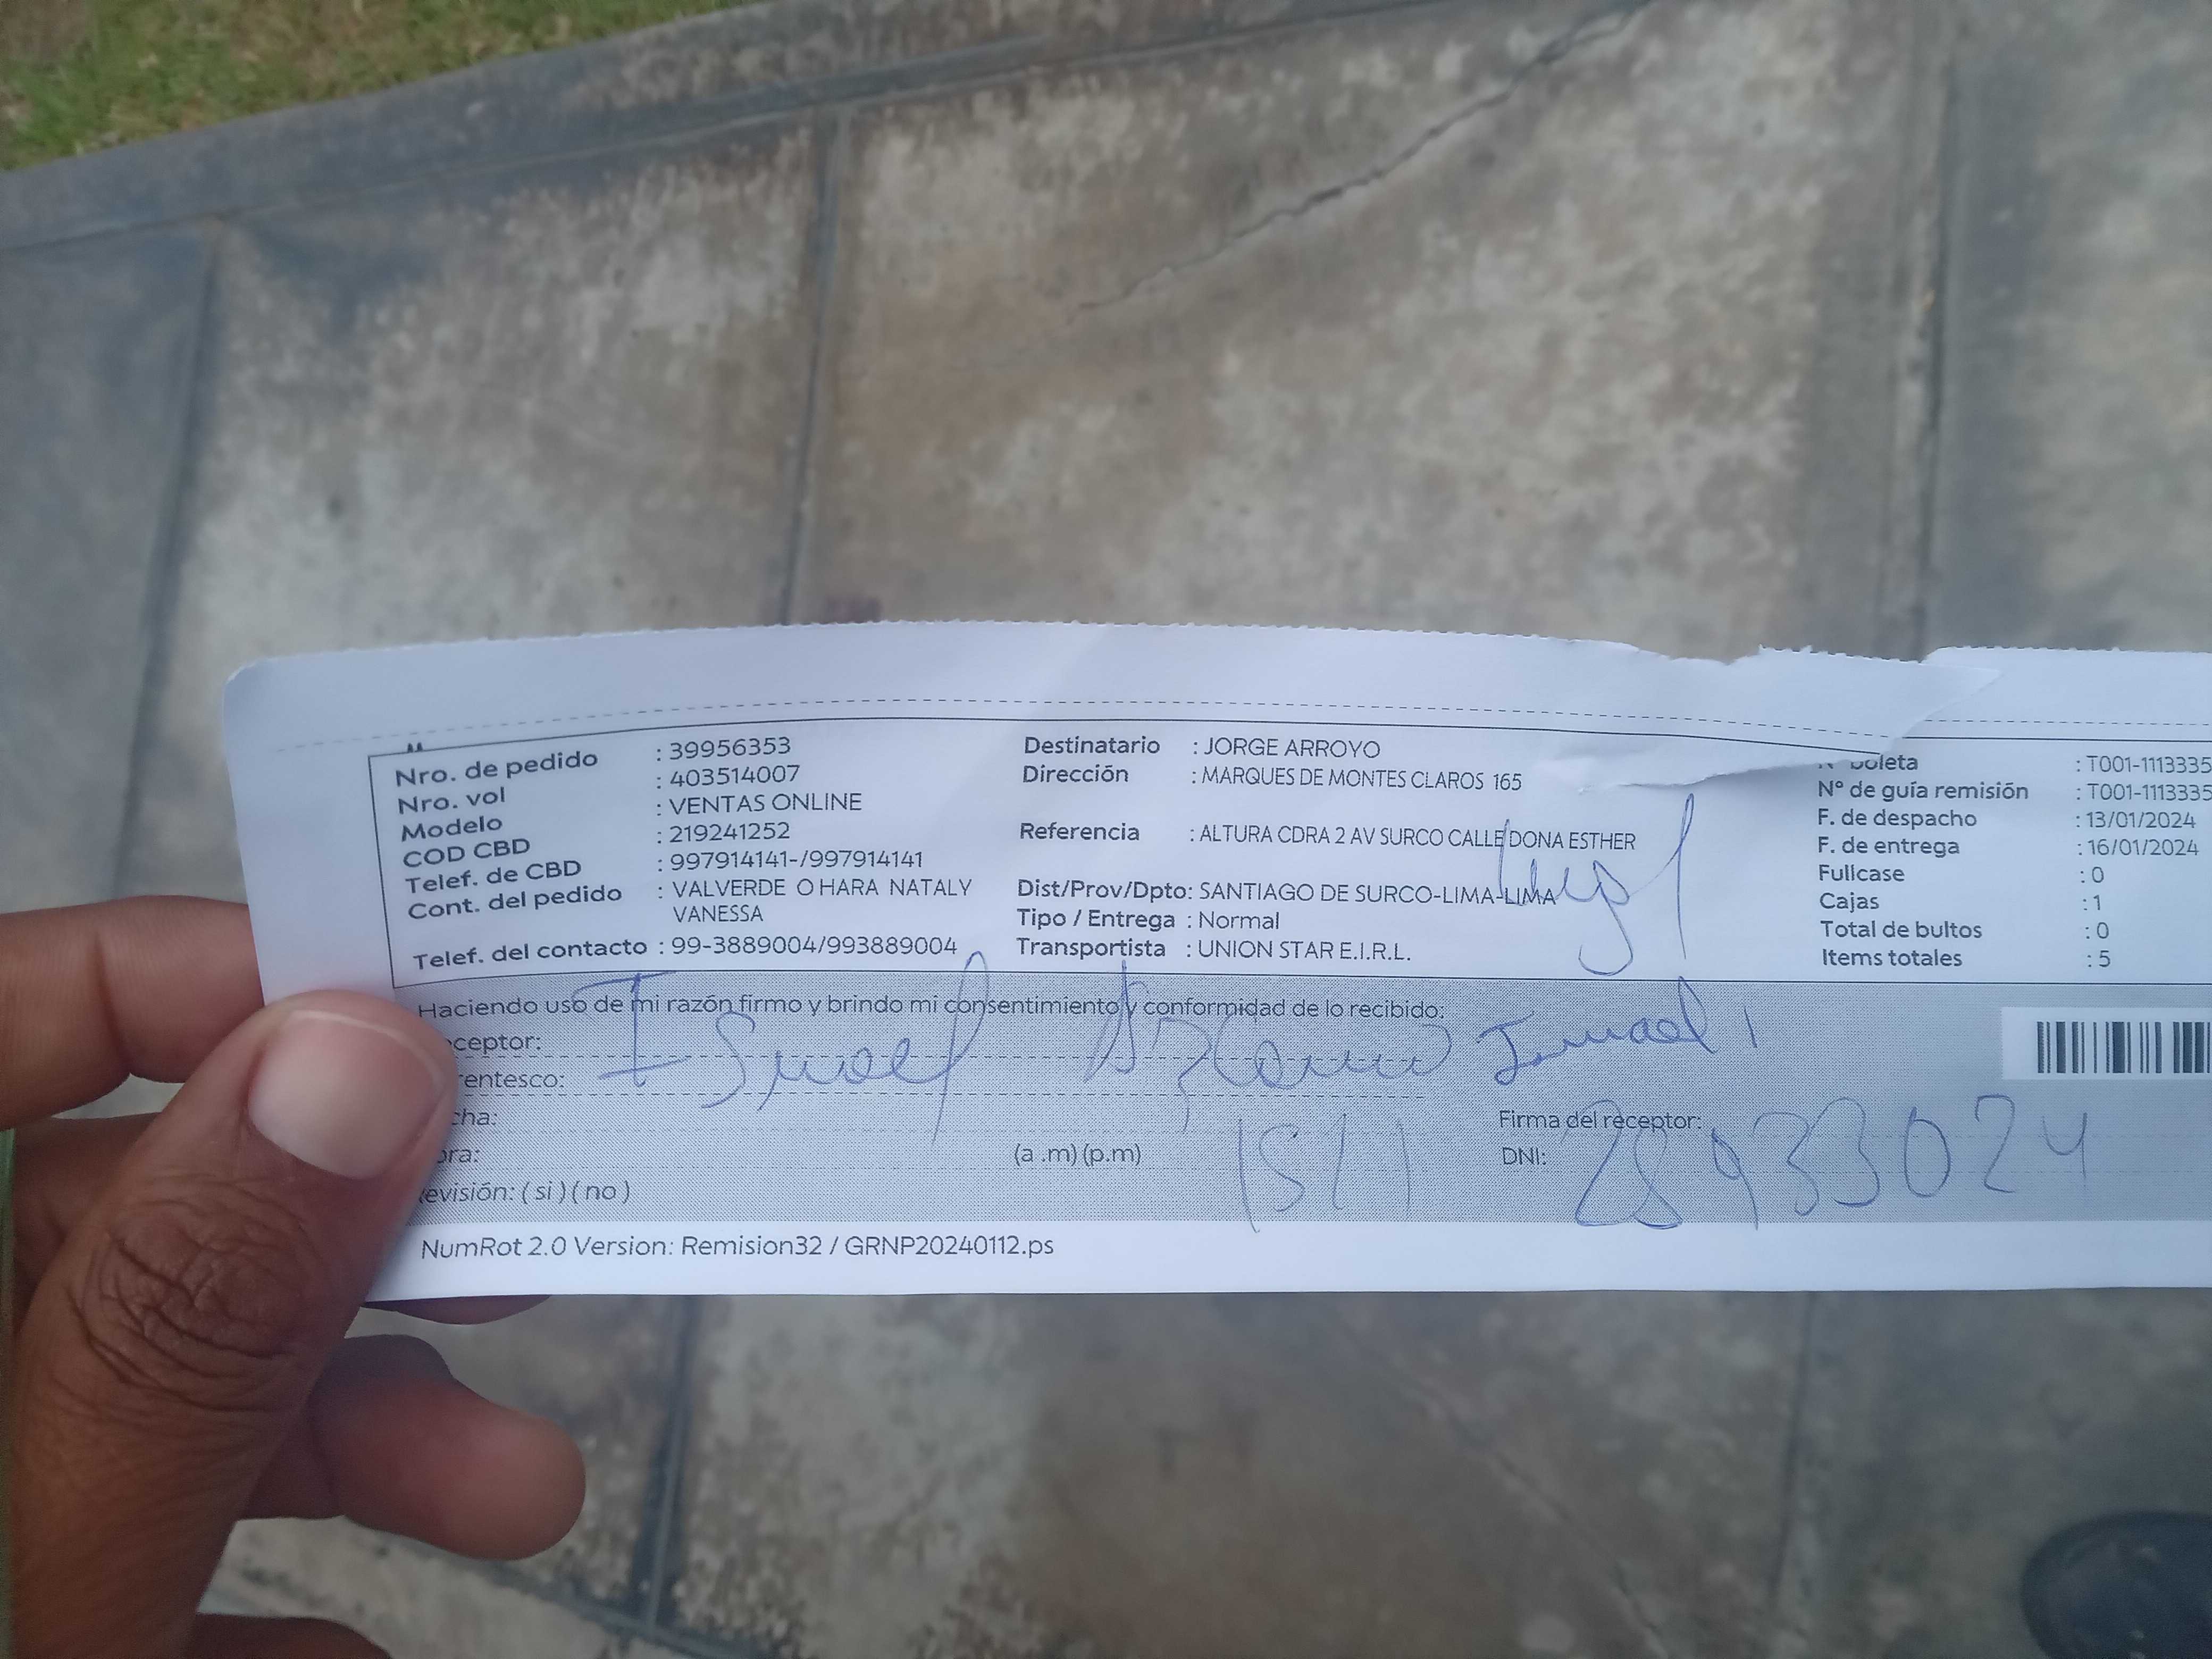 Nro. de pedido : 39956353
Nro. vol : 403514007
Modelo : VENTAS ONLINE
COD CBD : 219241252
Telef. de CBD : 997914141-/997914141
Cont. del pedido : VALVERDE O HARA NATALY
VANESSA
Telef. del contacto : 99-3889004/993889004
Destinatario : JORGE ARROYO
Dirección : MARQUES DE MONTES CLAROS 165
Referencia : ALTURA CDRA 2 AV SURCO CALLE DONA ESTHER
Dist/Prov/Dpto: SANTIAGO DE SURCO-LIMA-LIMA
Tipo / Entrega : Normal
Transportista : UNION STAR E.I.R.L.
boleta : T001-1113335
N° de guía remisión : T001-1113335
F. de despacho : 13/01/2024
F. de entrega : 16/01/2024
Fullcase : 0
Cajas : 1
Total de bultos : 0
Items totales : 5
Haciendo uso de mi razón firmo y brindo mi consentimiento y conformidad de lo recibido:
ceptor:
rentesco: Ismael
cha:
ora: (a .m) (p.m)
evisión: ( si ) ( no )
Firma del receptor:
DNI: 28933024
NumRot 2.0 Version: Remision32 / GRNP20240112.ps